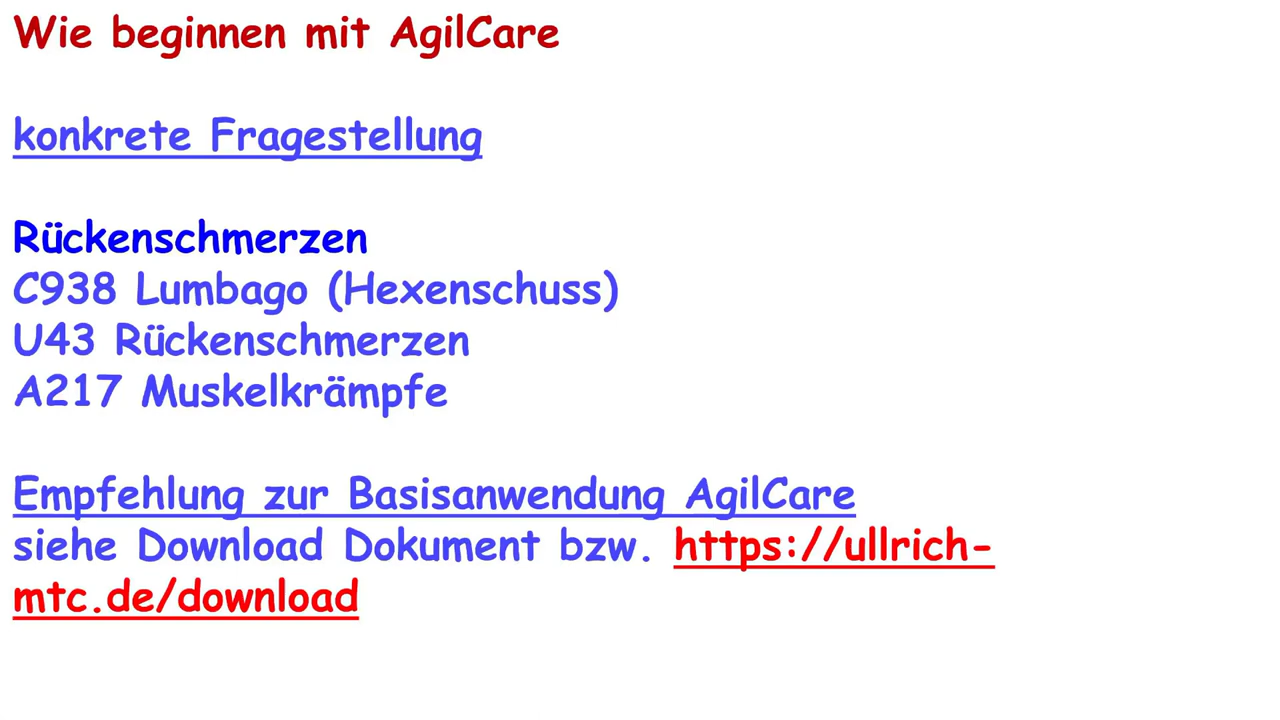 Wie beginnen mit AgilCare
konkrete Fragestellung
Rückenschmerzen
C938 Lumbago (Hexenschuss)
U43 Rückenschmerzen
A217 Muskelkrämpfe
Empfehlung zur Basisanwendung AgilCare
siehe Download Dokument bzw. https://ullrich-
mtc.de/download